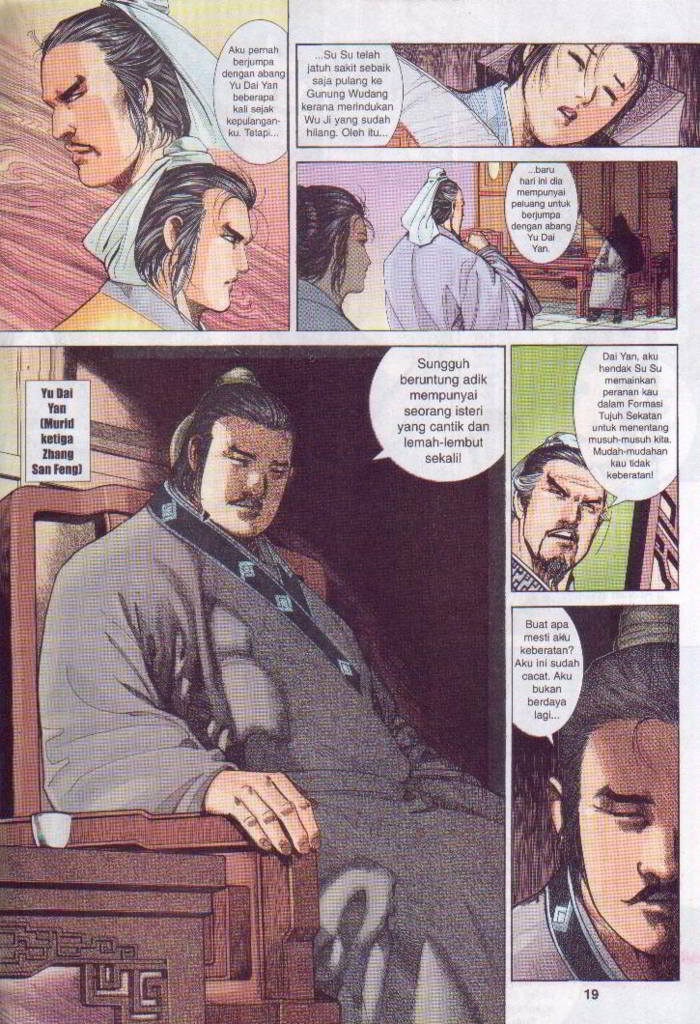 Aku pernah
berjumpa
dengan abang
Yu Dai Yan
beberapa
kali sejak
kepulangan-
ku. Tetapi...
...Su Su telah
jatuh sakit sebaik
saja pulang ke
Gunung Wudang
kerana merindukan
Wu Ji yang sudah
hilang. Oleh itu...
...baru
hari ini dia
mempunyai
peluang untuk
berjumpa
dengan abang
Yu Dai
Yan.
Yu Dai
Yan
(Murid
ketiga
Zhang
San Feng)
Sungguh
beruntung adik
mempunyai
seorang isteri
yang cantik dan
lemah-lembut
sekali!
Dai Yan, aku
hendak Su Su
memainkan
peranan kau
dalam Formasi
Tujuh Sekatan
untuk menentang
musuh-musuh kita.
Mudah-mudahan
kau tidak
keberatan!
Buat apa
mesti aku
keberatan?
Aku ini sudah
cacat. Aku
bukan
berdaya
lagi...
19